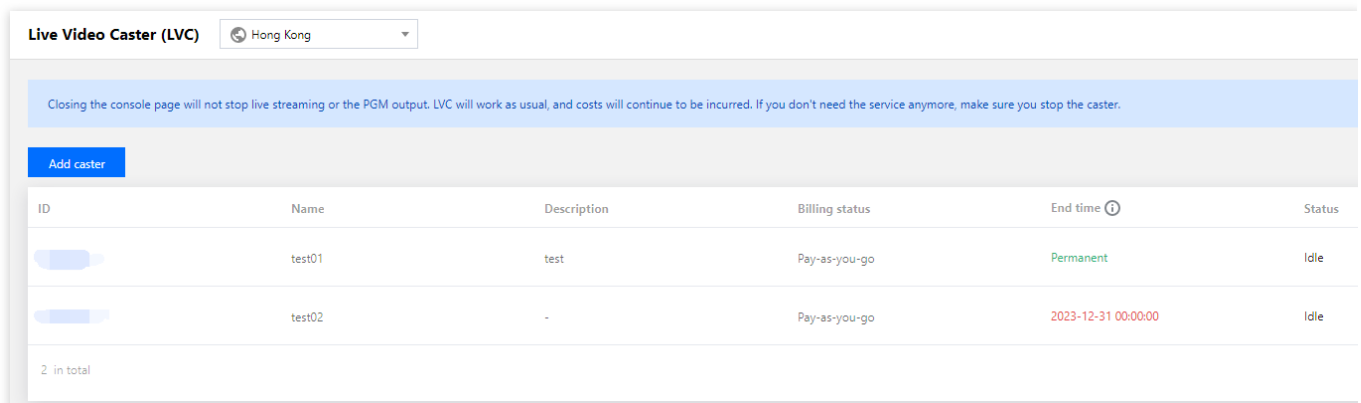 Live Video Caster (LVC) Hong Kong
Closing the console page will not stop live streaming or the PGM output. LVC will work as usual, and costs will continue to be incurred. If you don't need the service anymore, make sure you stop the caster.
Add caster
ID Name Description Billing status End time Status
test01 test Pay-as-you-go Permanent Idle
test02 - Pay-as-you-go 2023-12-31 00:00:00 Idle
2 in total